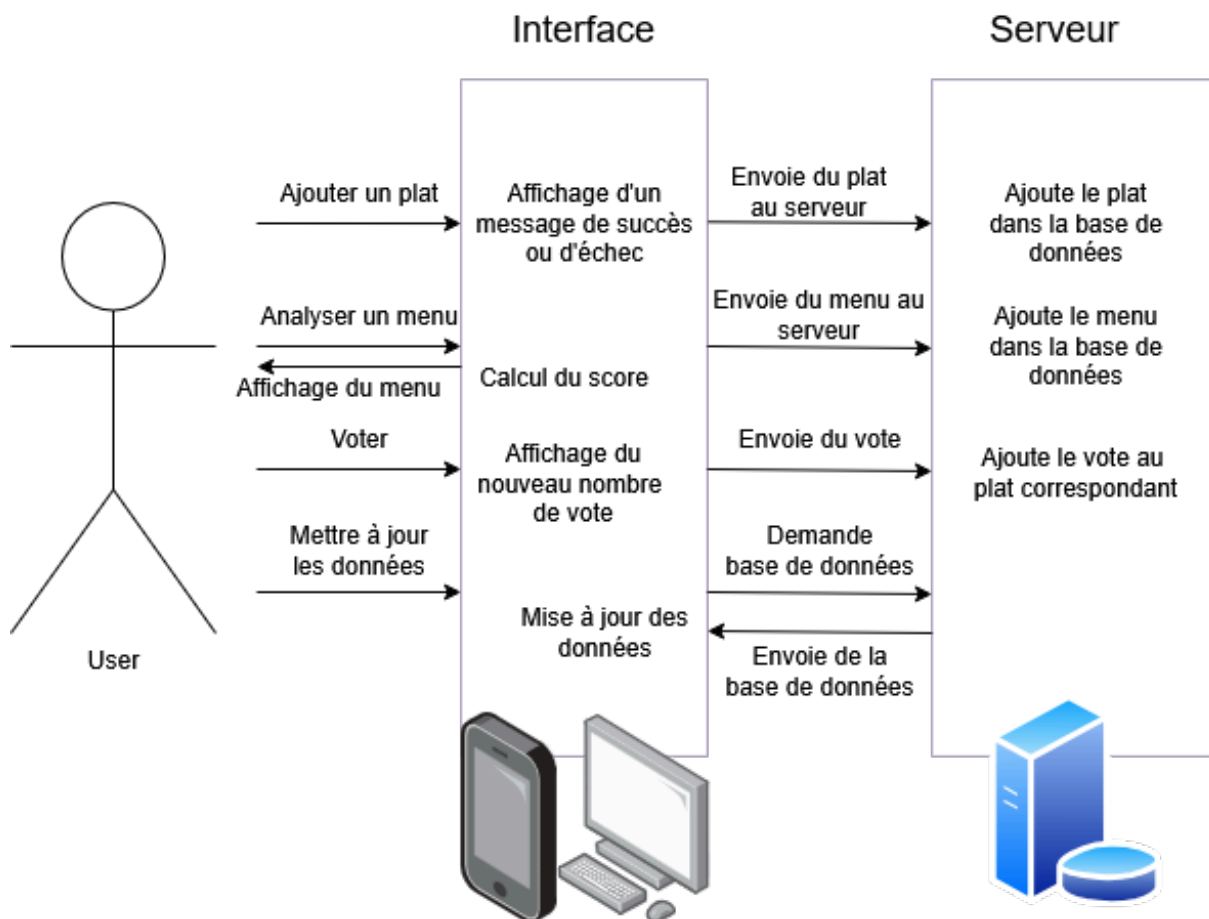 Interface
Serveur
Ajouter un plat
Affichage d'un
message de succès
ou d'échec
Envoie du plat
au serveur
Ajoute le plat
dans la base de
données
Analyser un menu
Affichage du menu
Calcul du score
Envoie du menu au
serveur
Ajoute le menu
dans la base de
données
Voter
Affichage du
nouveau nombre
de vote
Envoie du vote
Ajoute le vote au
plat correspondant
Mettre à jour
les données
Mise à jour des
données
Demande
base de données
Envoie de la
base de données
User